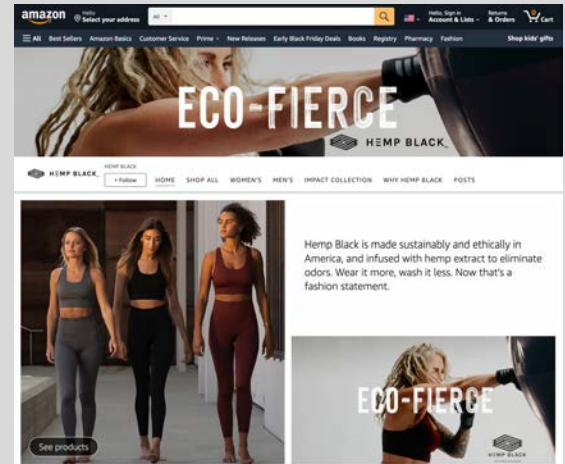 amazon
Hello
Select your address
All
Hello, Sign in
Account & Lists
Returns
& Orders
0
Cart
All Best Sellers Amazon Basics Customer Service Prime New Releases Early Black Friday Deals Books Registry Pharmacy Fashion Shop kids' gifts
ECO-FIERCE
HEMP BLACK_
HEMP BLACK_
HEMP BLACK
+ Follow
HOME SHOP ALL WOMEN'S MEN'S IMPACT COLLECTION WHY HEMP BLACK POSTS
Hemp Black is made sustainably and ethically in
America, and infused with hemp extract to eliminate
odors. Wear it more, wash it less. Now that's a
fashion statement.
See products
ECO-FIERCE
HEMP BLACK